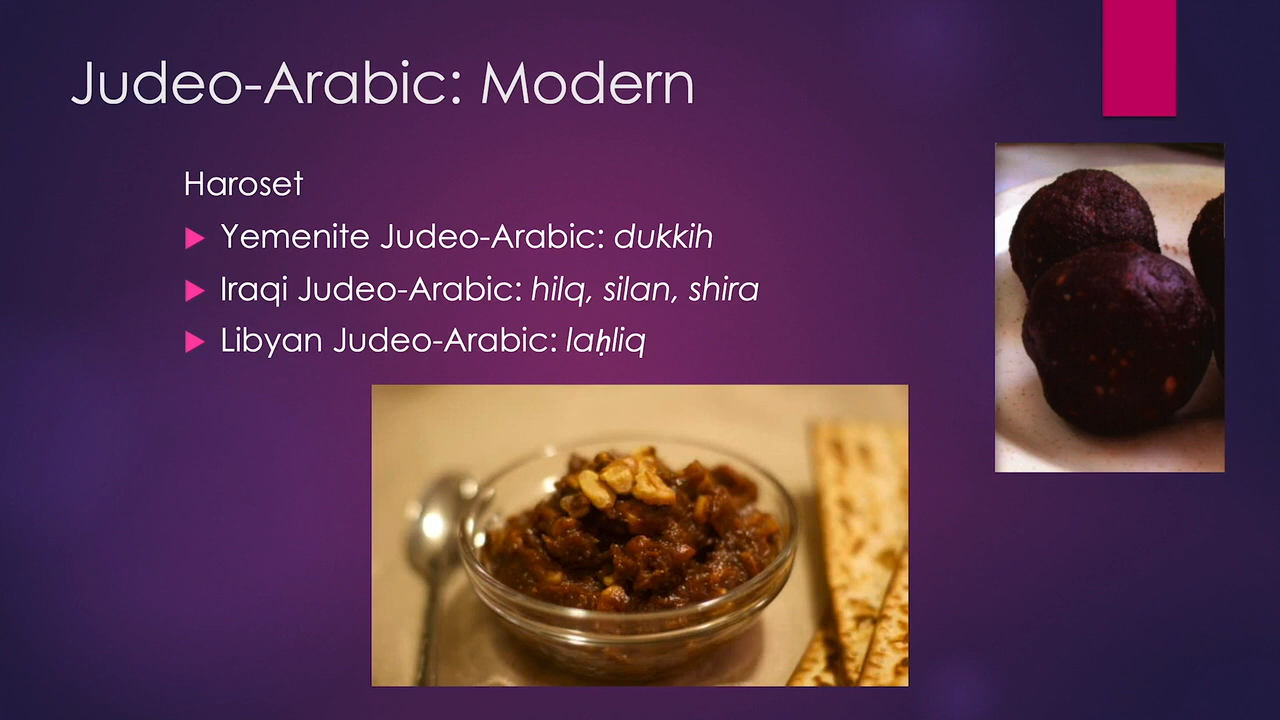 Judeo-Arabic: Modern
Haroset
Yemenite Judeo-Arabic: dukkih
Iraqi Judeo-Arabic: hilq, silan, shira
Libyan Judeo-Arabic: laḥliq